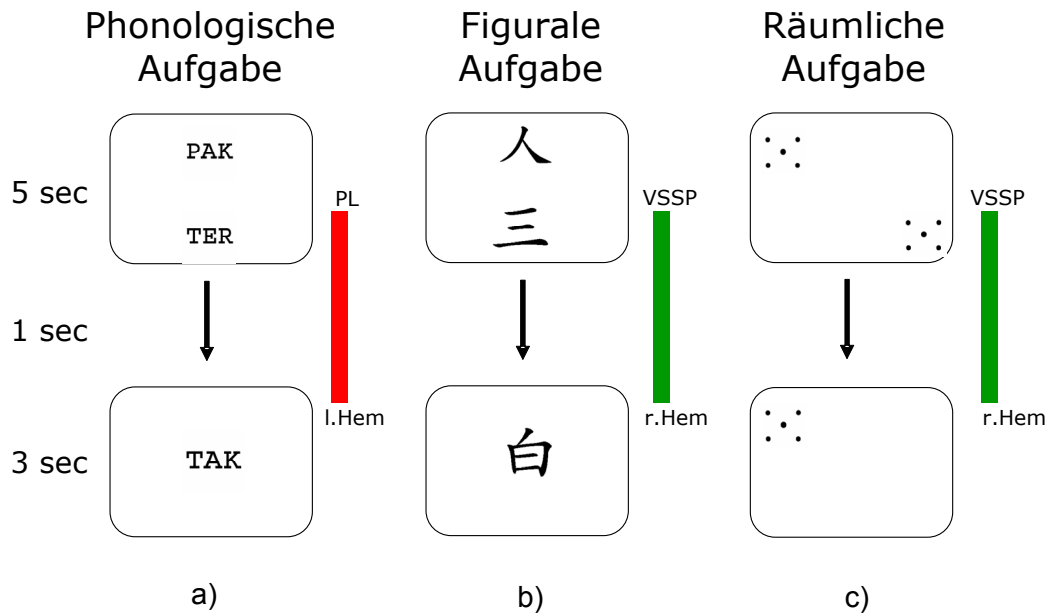 Phonologische
Aufgabe
Figurale
Aufgabe
Räumliche
Aufgabe
5 sec
PAK
TER
PL
人
三
VSSP
VSSP
1 sec
l.Hem
r.Hem
r.Hem
3 sec
TAK
白
a)
b)
c)